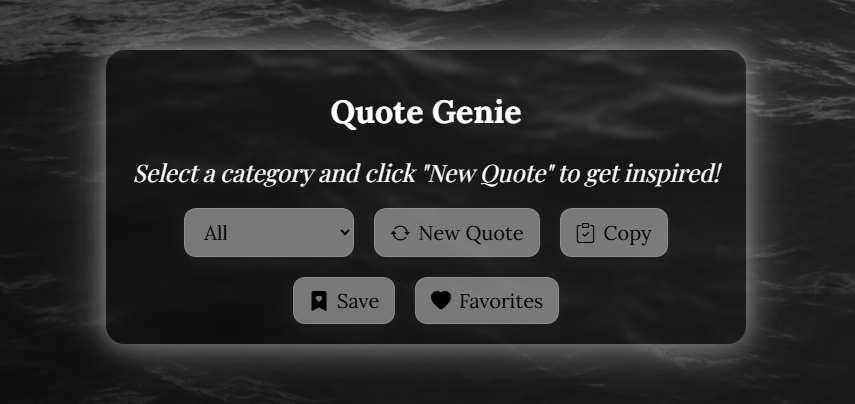 Quote Genie
Select a category and click "New Quote" to get inspired!
All New Quote Copy
Save Favorites